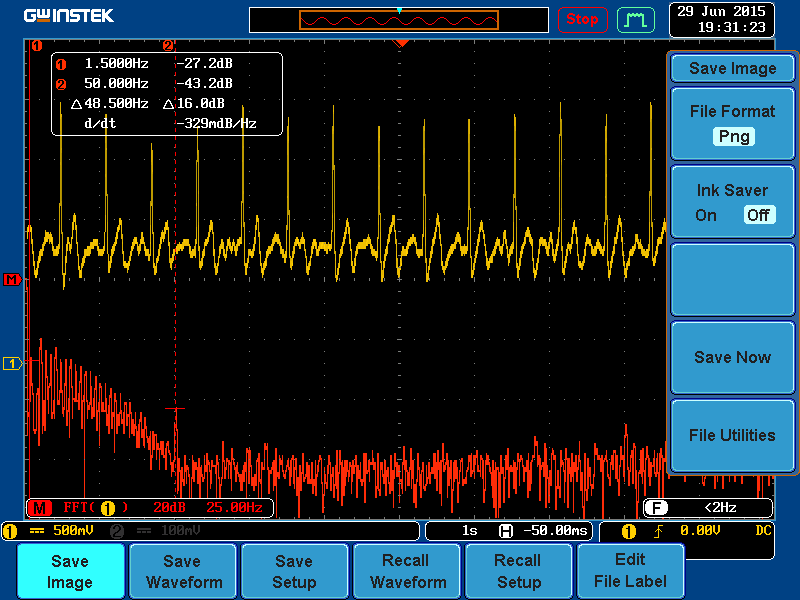 GWINSTEK
Stop
29 Jun 2015
19:31:23
1 2
1 1.5000Hz -27.2dB
2 50.000Hz -43.2dB
△48.500Hz △16.0dB
d/dt -329mdB/Hz
M
1
Save Image
File Format
Png
Ink Saver
On Off
Save Now
File Utilities
M FFT( 1 ) 20dB 25.00Hz
F <2Hz
1 500mV 2 100mV
1s H -50.00ms
1 0.00V DC
Save
Image
Save
Waveform
Save
Setup
Recall
Waveform
Recall
Setup
Edit
File Label